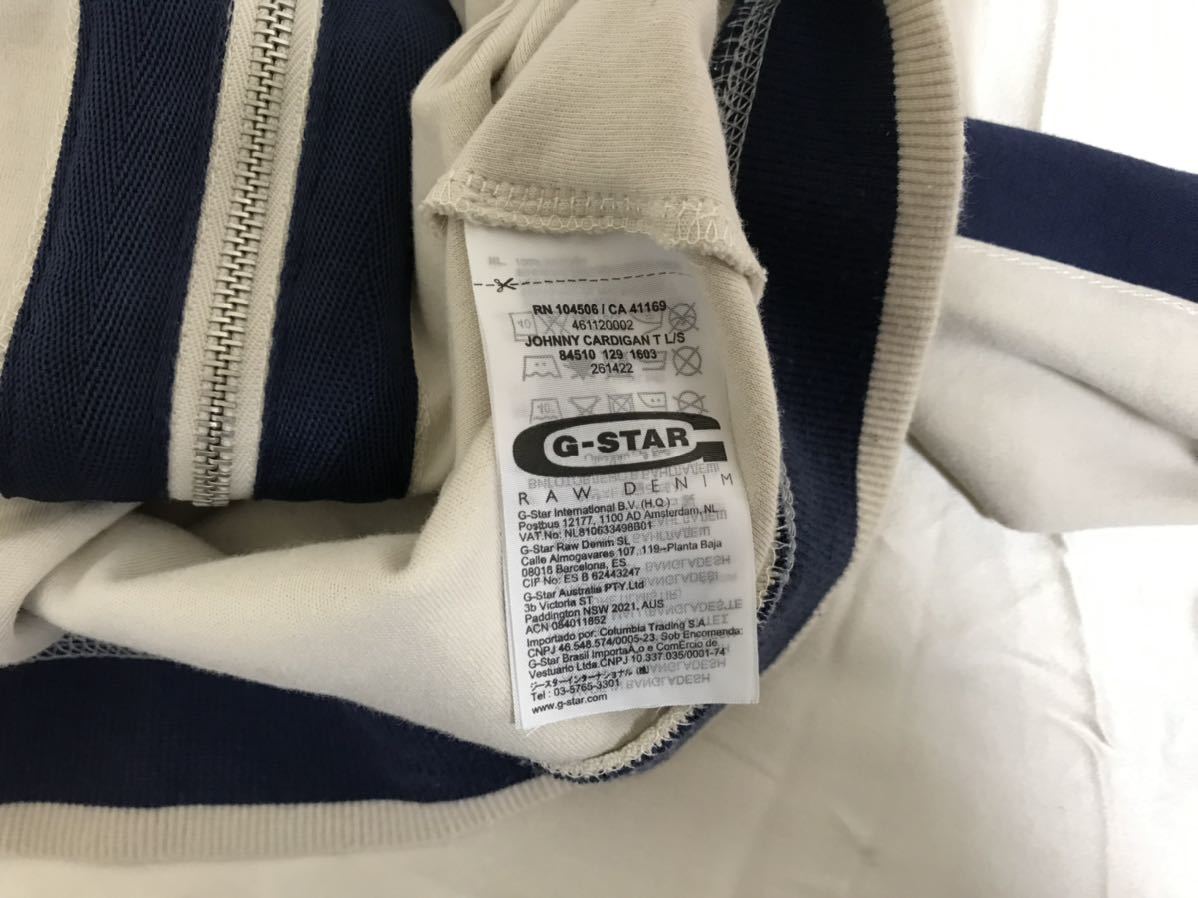 RN 104506 / CA 41169
461120002
JOHNNY CARDIGAN T L/S
84510 129 1603
261422
G-STAR
RAW DENIM
G-Star International B.V. (H.Q.)
Postbus 12177, 1100 AD Amsterdam, NL
VAT.No: NL810633498B01
G-Star Raw Denim SL
Calle Almogavares 107, 119-Planta Baja
08018 Barcelona, ES
CIF No: ES B 62443247
G-Star Australia PTY.Ltd
3b Victoria ST
Paddington NSW 2021, AUS
ACN 084011852
Importado por: Columbia Trading S.A.
CNPJ 46.548.574/0005-23. Sob Encomenda:
G-Star Brasil ImportaÃ,o e ComErcio de
Vestuario Ltda.CNPJ 10.337.035/0001-74
ジースターインターナショナル (株)
Tel : 03-5765-3301
www.g-star.com